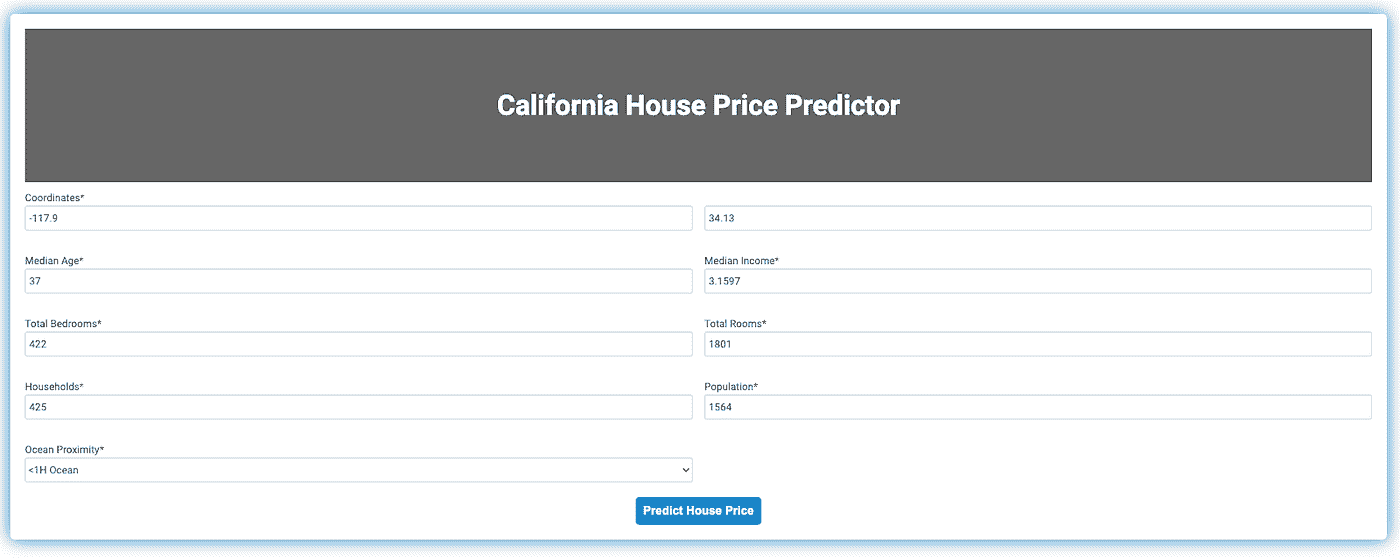 California House Price Predictor
Coordinates*
-117.9 34.13
Median Age* Median Income*
37 3.1597
Total Bedrooms* Total Rooms*
422 1801
Households* Population*
425 1564
Ocean Proximity*
<1H Ocean
Predict House Price